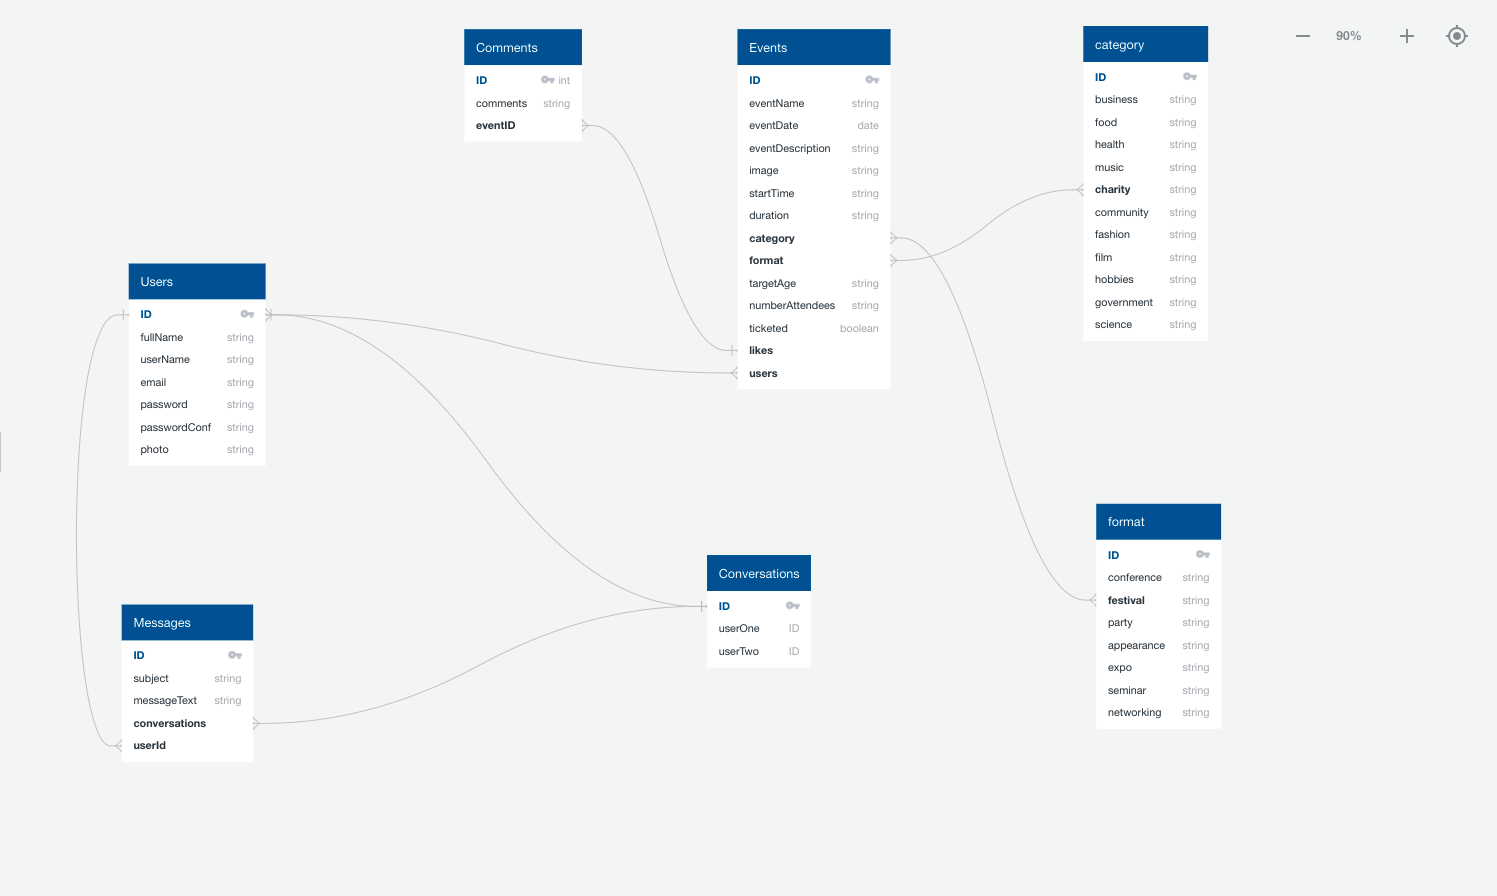 Comments
ID int
comments string
eventID
Events
ID
eventName string
eventDate date
eventDescription string
image string
startTime string
duration string
category
format
targetAge string
numberAttendees string
ticketed boolean
likes
users
category
ID
business string
food string
health string
music string
charity string
community string
fashion string
film string
hobbies string
government string
science string
90%
Users
ID
fullName string
userName string
email string
password string
passwordConf string
photo string
format
ID
conference string
festival string
party string
appearance string
expo string
seminar string
networking string
Conversations
ID
userOne ID
userTwo ID
Messages
ID
subject string
messageText string
conversations
userId